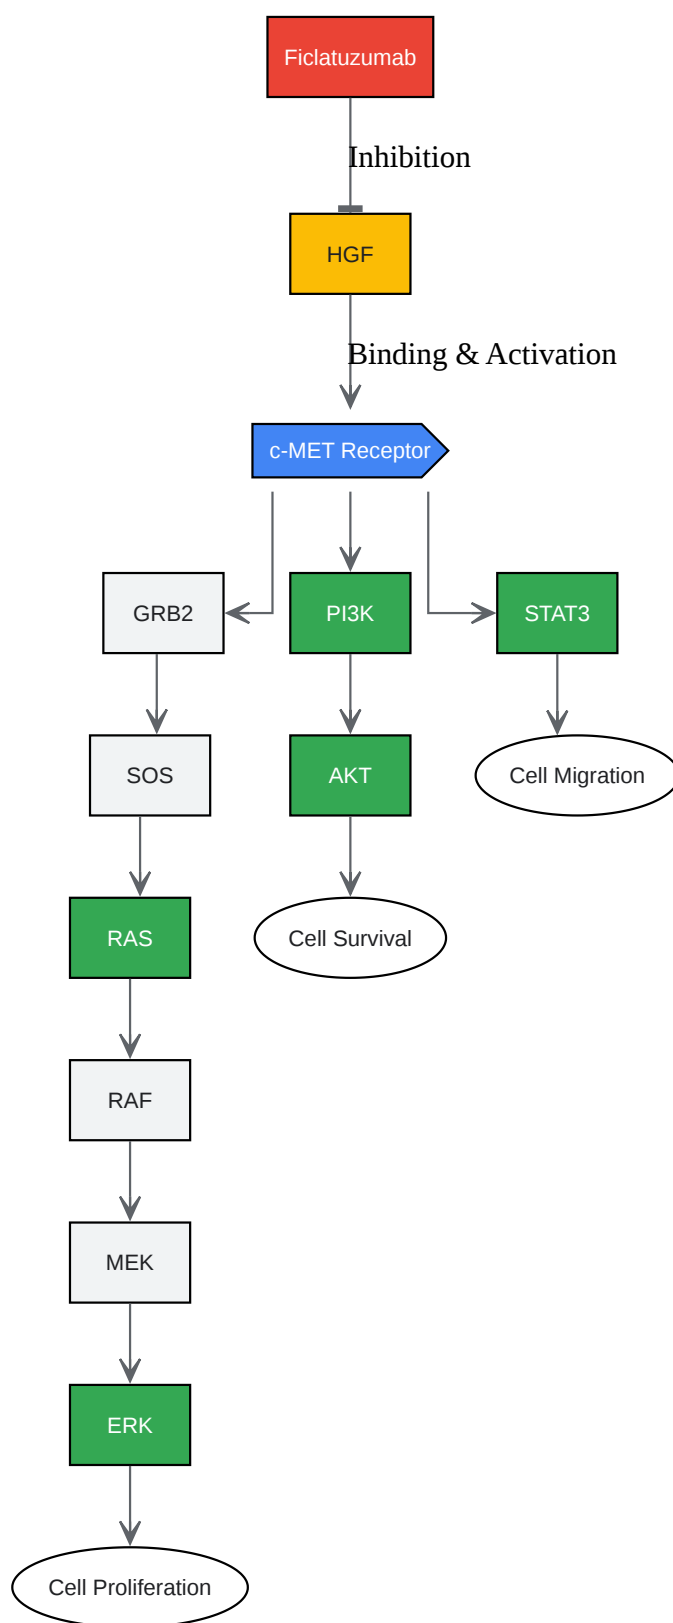 Ficlatuzumab
Inhibition
HGF
Binding & Activation
c-MET Receptor
GRB2
PI3K
STAT3
SOS
AKT
Cell Migration
RAS
Cell Survival
RAF
MEK
ERK
Cell Proliferation